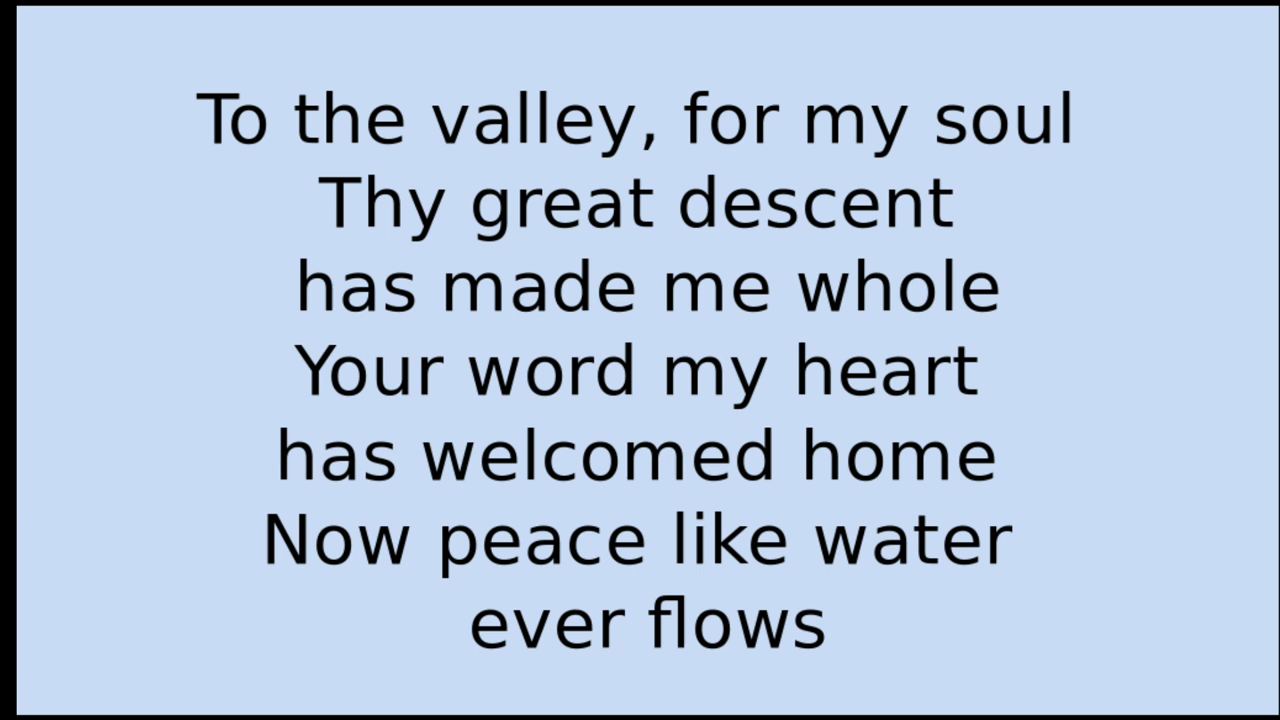 To the valley, for my soul
Thy great descent
has made me whole
Your word my heart
has welcomed home
Now peace like water
ever flows